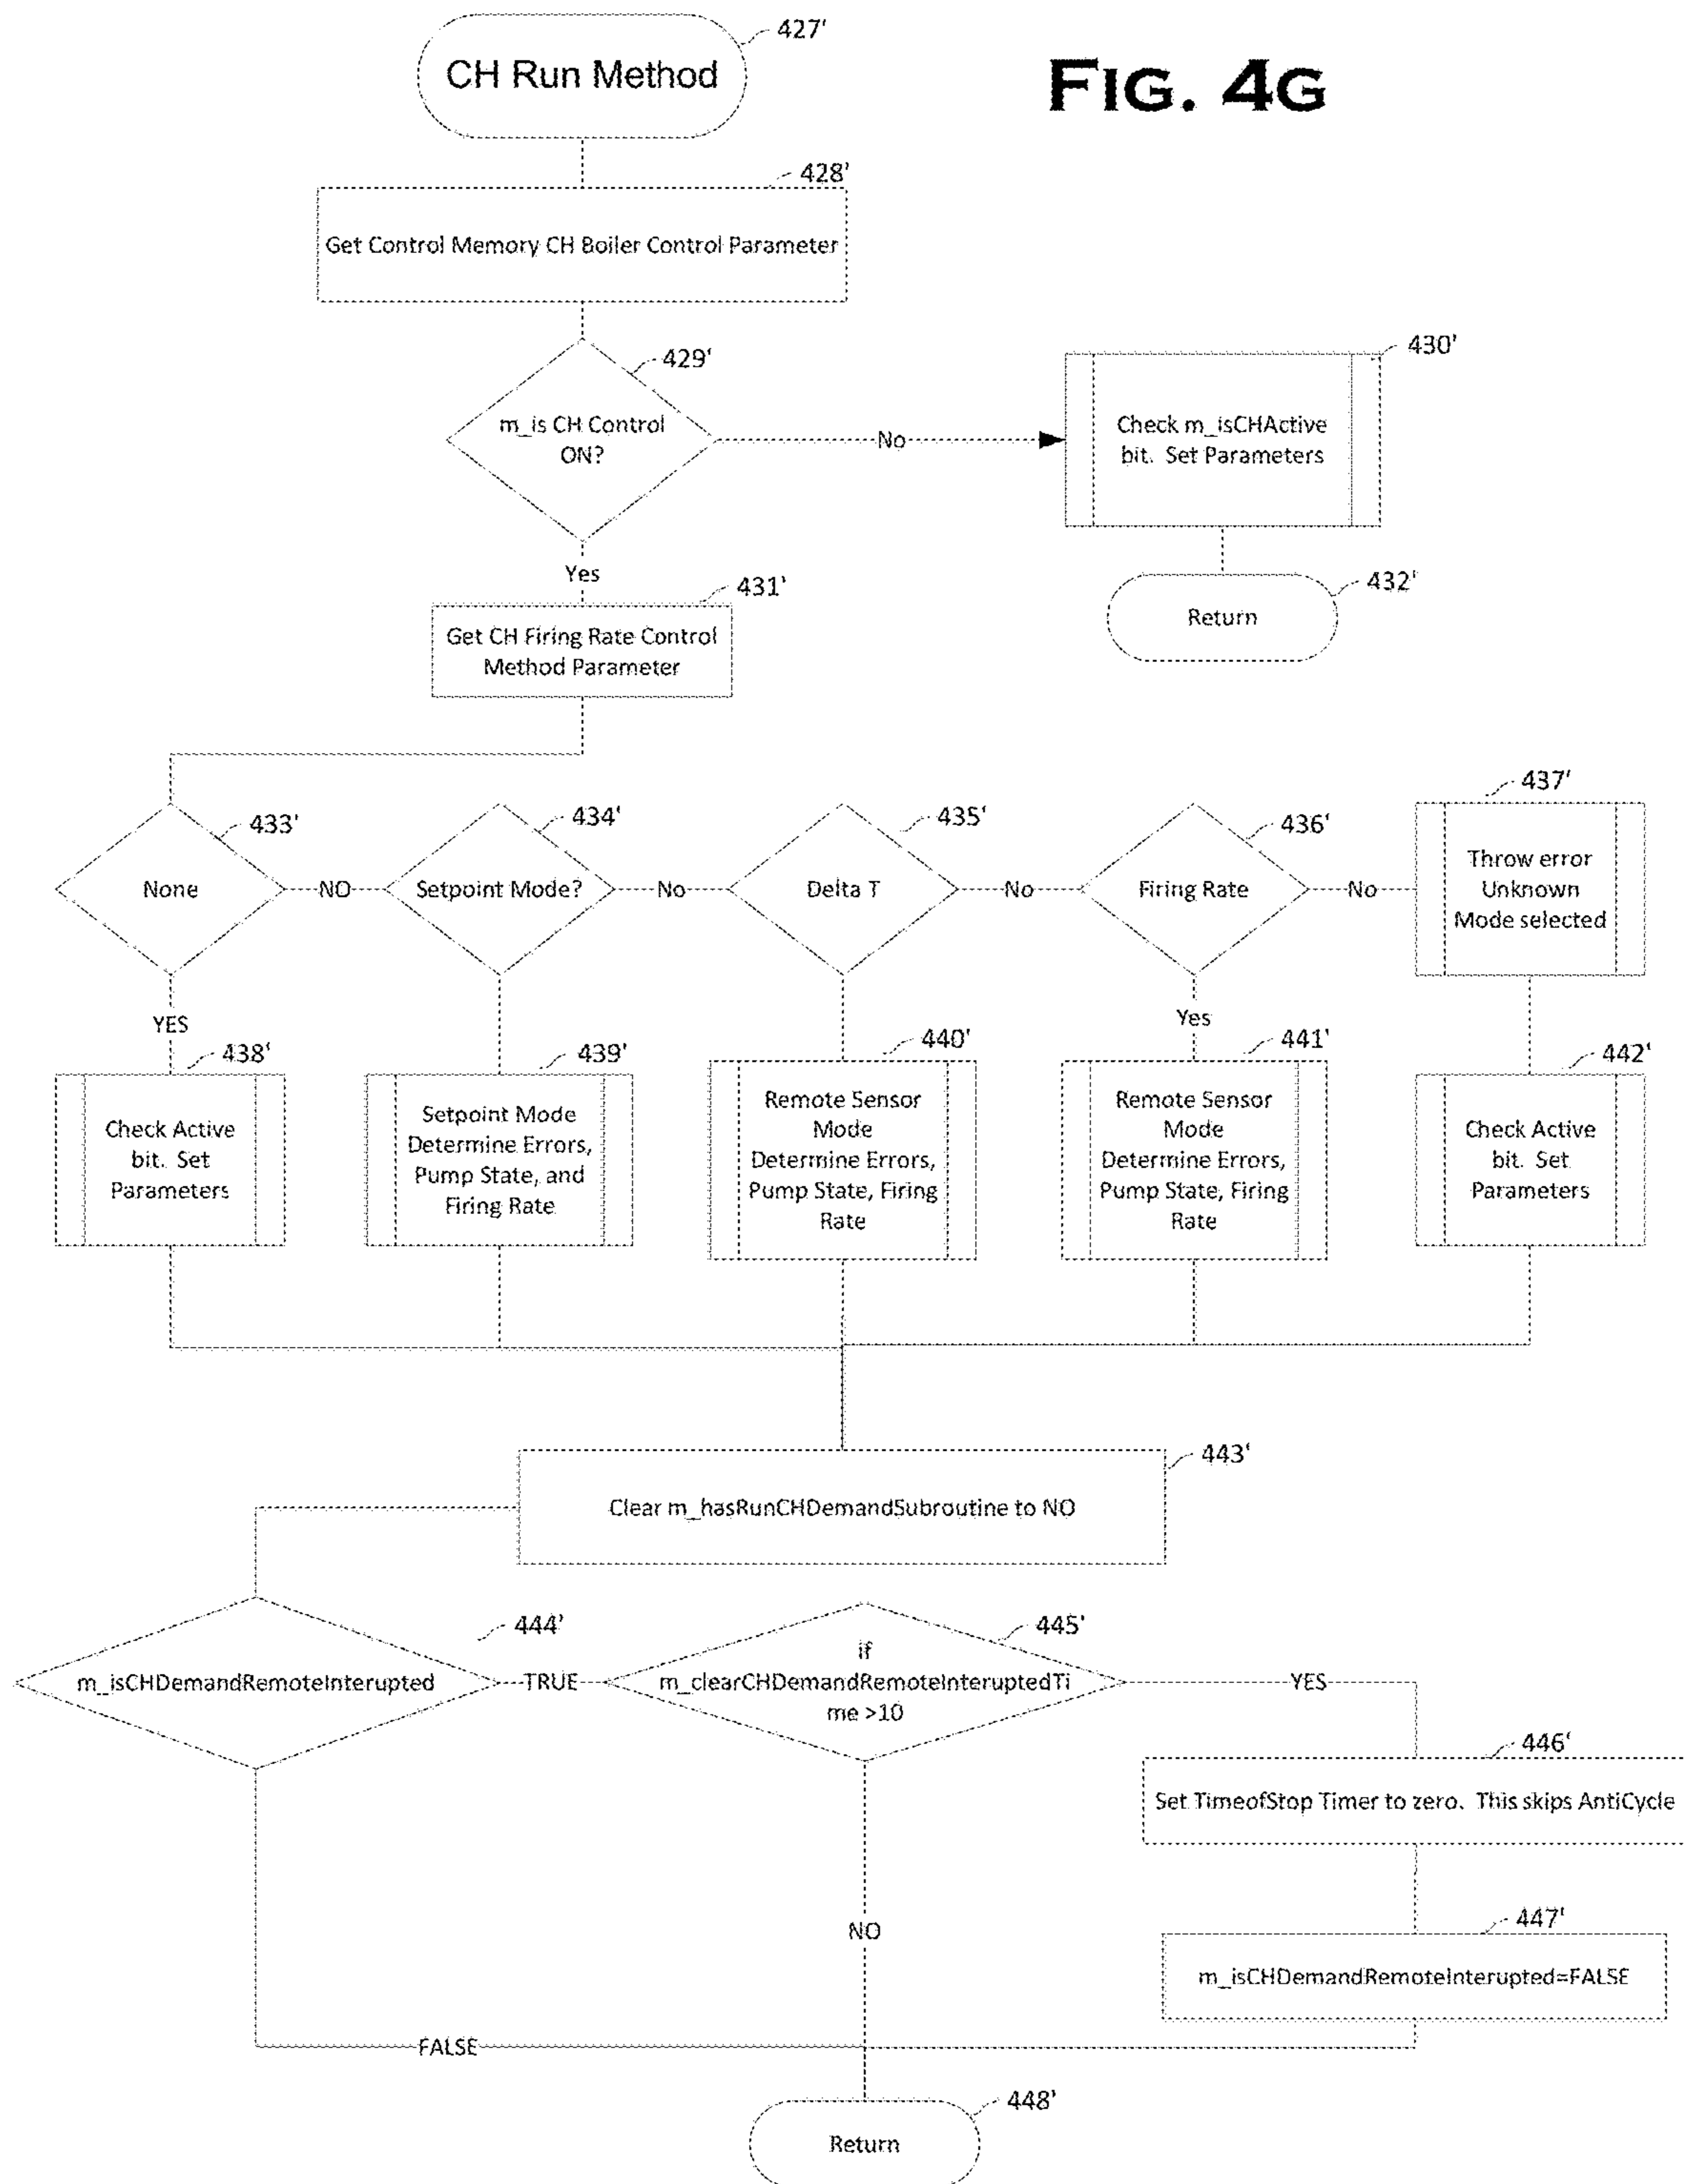 427'
CH Run Method
FIG. 4G
428'
Get Control Memory CH Boiler Control Parameter
429'
m_is CH Control
ON?
No
430'
Check m_isCHActive
bit. Set Parameters
Yes
432'
Return
431'
Get CH Firing Rate Control
Method Parameter
433'
None
NO
434'
Setpoint Mode?
No
435'
Delta T
No
436'
Firing Rate
No
437'
Throw error
Unknown
Mode selected
YES
Yes
438'
Check Active
bit. Set
Parameters
439'
Setpoint Mode
Determine Errors,
Pump State, and
Firing Rate
440'
Remote Sensor
Mode
Determine Errors,
Pump State, Firing
Rate
441'
Remote Sensor
Mode
Determine Errors,
Pump State, Firing
Rate
442'
Check Active
bit. Set
Parameters
443'
Clear m_hasRunCHDemandSubroutine to NO
444'
m_isCHDemandRemoteInterupted
TRUE
445'
if
m_clearCHDemandRemoteInteruptedTi
me >10
YES
446'
Set TimeofStop Timer to zero. This skips AntiCycle
NO
447'
m_isCHDemandRemoteInterupted=FALSE
FALSE
448'
Return